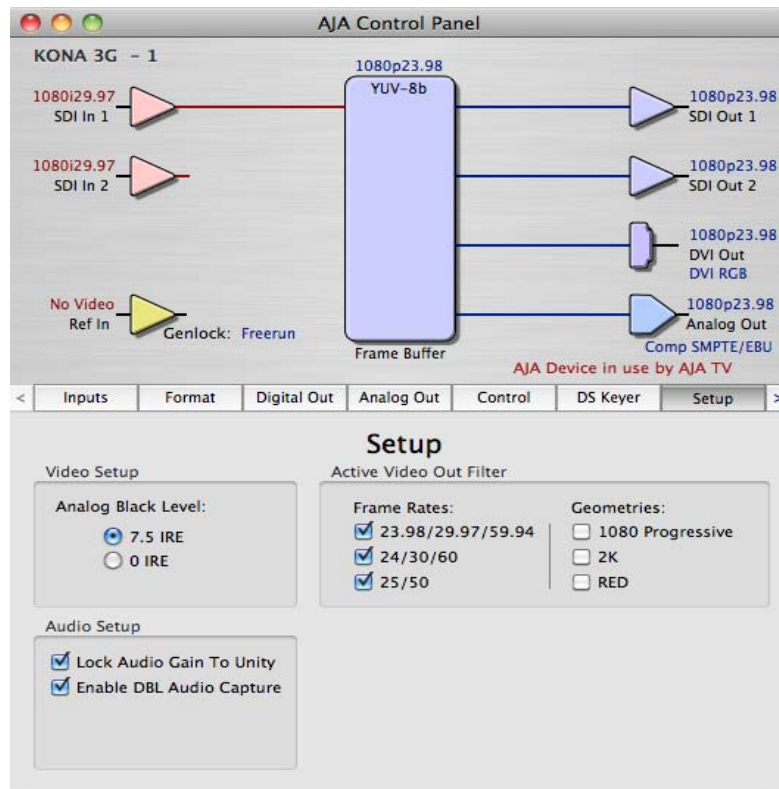 AJA Control Panel
KONA 3G - 1
1080p23.98
YUV-8b
1080i29.97
SDI In 1
1080p23.98
SDI Out 1
1080i29.97
SDI In 2
1080p23.98
SDI Out 2
1080p23.98
DVI Out
DVI RGB
No Video
Ref In
Genlock: Freerun
1080p23.98
Analog Out
Comp SMPTE/EBU
Frame Buffer
AJA Device in use by AJA TV
< Inputs Format Digital Out Analog Out Control DS Keyer Setup >
Setup
Video Setup
Analog Black Level:
7.5 IRE
0 IRE
Active Video Out Filter
Frame Rates:
23.98/29.97/59.94
24/30/60
25/50
Geometries:
1080 Progressive
2K
RED
Audio Setup
Lock Audio Gain To Unity
Enable DBL Audio Capture